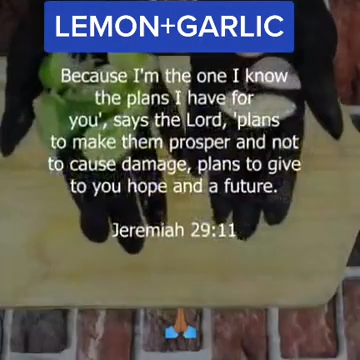 LEMON+GARLIC
Because I'm the one I know
the plans I have for
you', says the Lord, 'plans
to make them prosper and not
to cause damage, plans to give
to you hope and a future.
Jeremiah 29:11